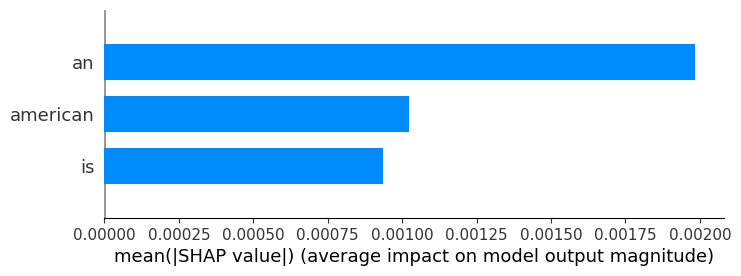 an
american
is
0.00000 0.00025 0.00050 0.00075 0.00100 0.00125 0.00150 0.00175 0.00200
mean(|SHAP value|) (average impact on model output magnitude)